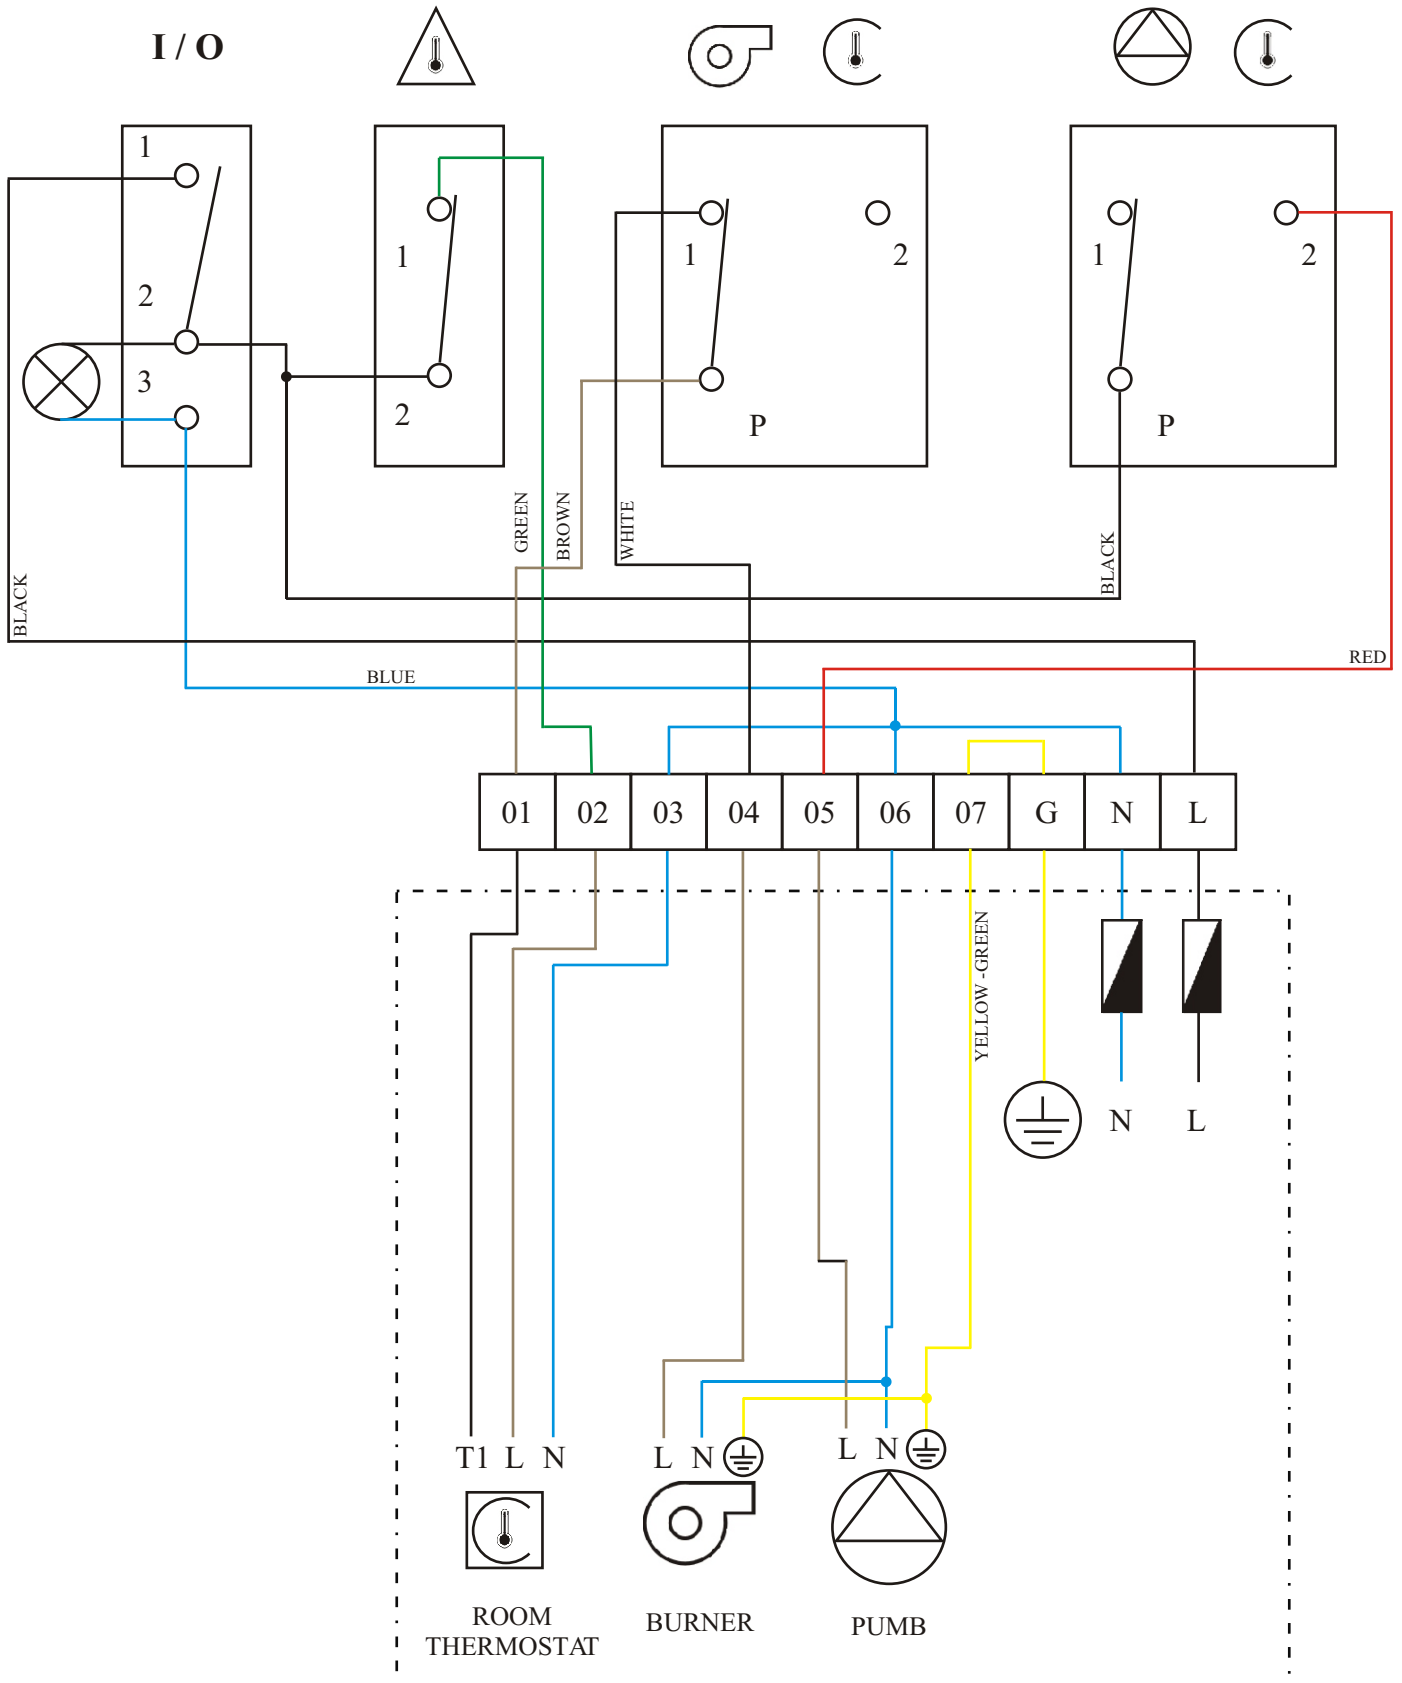 I / O
1
2
3
1
2
1
2
P
1
2
P
GREEN
BROWN
WHITE
BLACK
BLACK
RED
BLUE
01 02 03 04 05 06 07 G N L
YELLOW -GREEN
N L
T1 L N
L N
L N
ROOM
THERMOSTAT
BURNER
PUMB